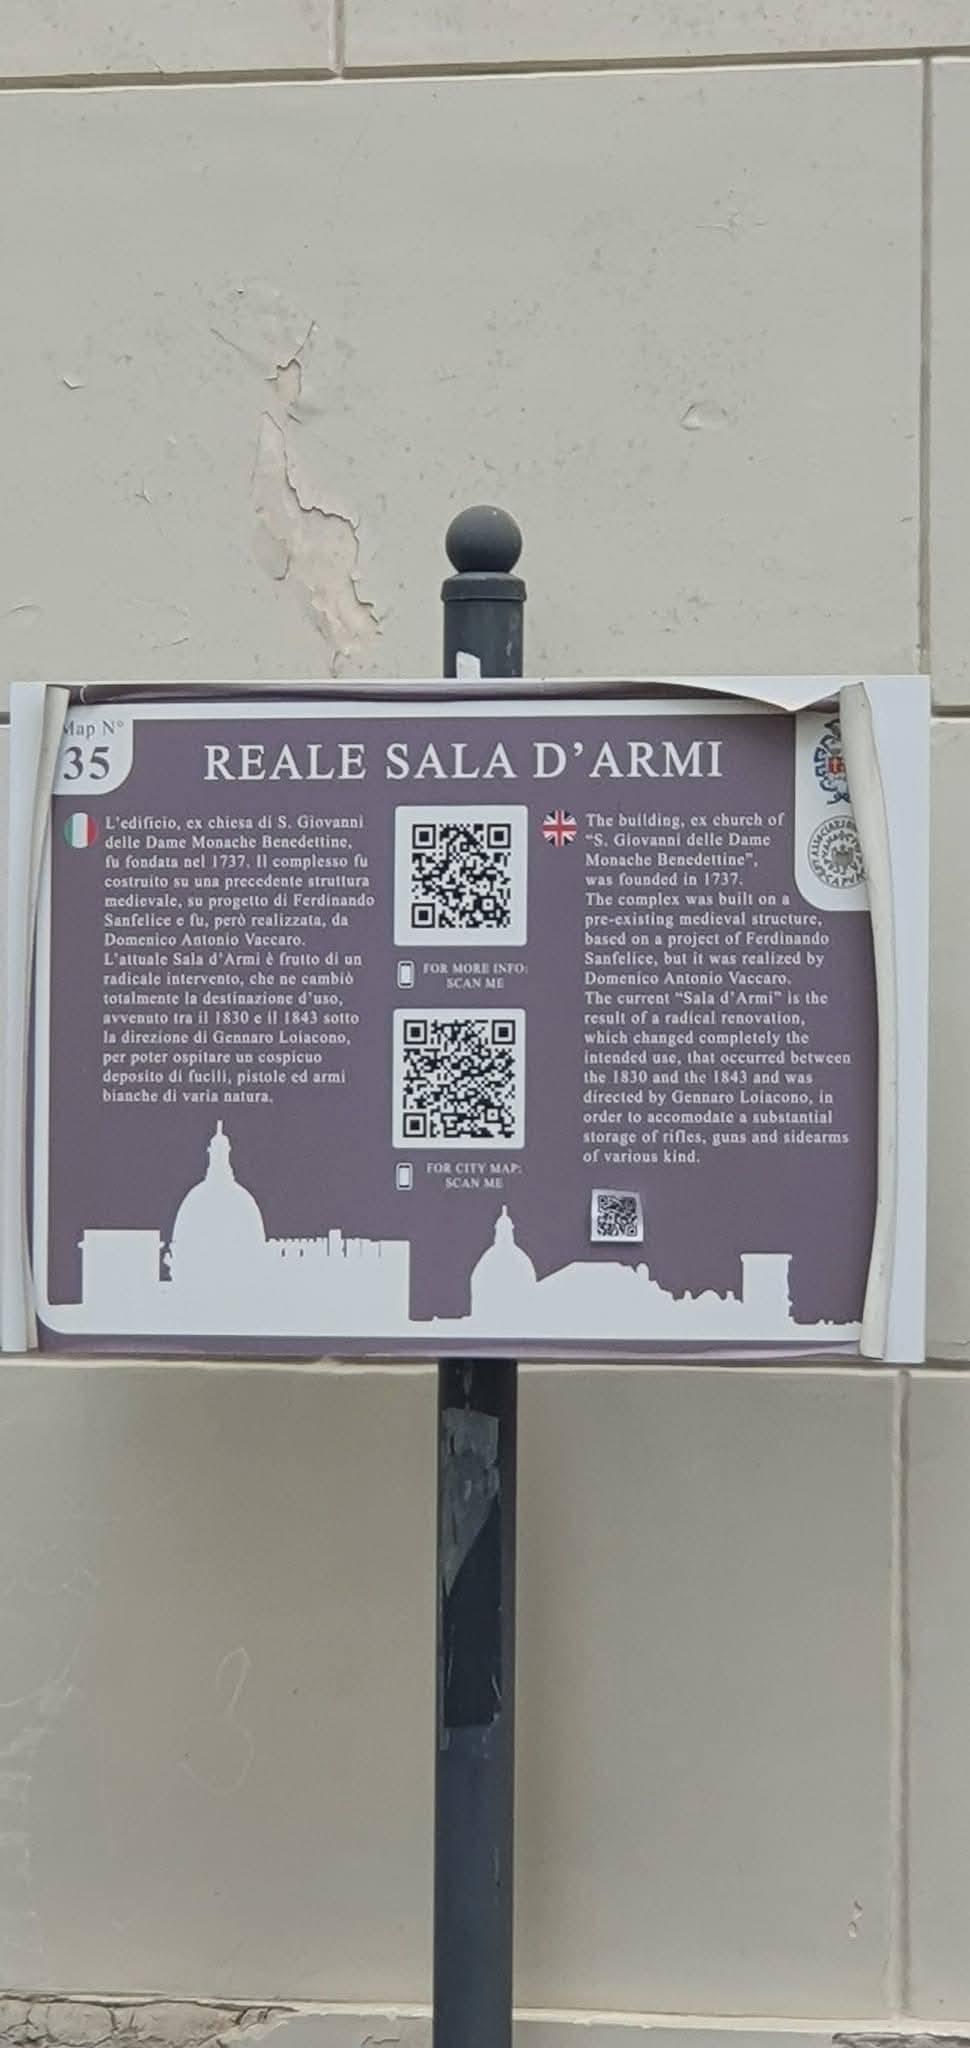 Map N°
35
REALE SALA D'ARMI
L'edificio, ex chiesa di S. Giovanni
delle Dame Monache Benedettine,
fu fondata nel 1737. Il complesso fu
costruito su una precedente struttura
medievale, su progetto di Ferdinando
Sanfelice e fu, però realizzata, da
Domenico Antonio Vaccaro.
L'attuale Sala d'Armi è frutto di un
radicale intervento, che ne cambiò
totalmente la destinazione d'uso,
avvenuto tra il 1830 e il 1843 sotto
la direzione di Gennaro Loiacono,
per poter ospitare un cospicuo
deposito di fucili, pistole ed armi
bianche di varia natura.
FOR MORE INFO:
SCAN ME
FOR CITY MAP:
SCAN ME
The building, ex church of
"S. Giovanni delle Dame
Monache Benedettine",
was founded in 1737.
The complex was built on a
pre-existing medieval structure,
based on a project of Ferdinando
Sanfelice, but it was realized by
Domenico Antonio Vaccaro.
The current "Sala d'Armi" is the
result of a radical renovation,
which changed completely the
intended use, that occurred between
the 1830 and the 1843 and was
directed by Gennaro Loiacono, in
order to accomodate a substantial
storage of rifles, guns and sidearms
of various kind.